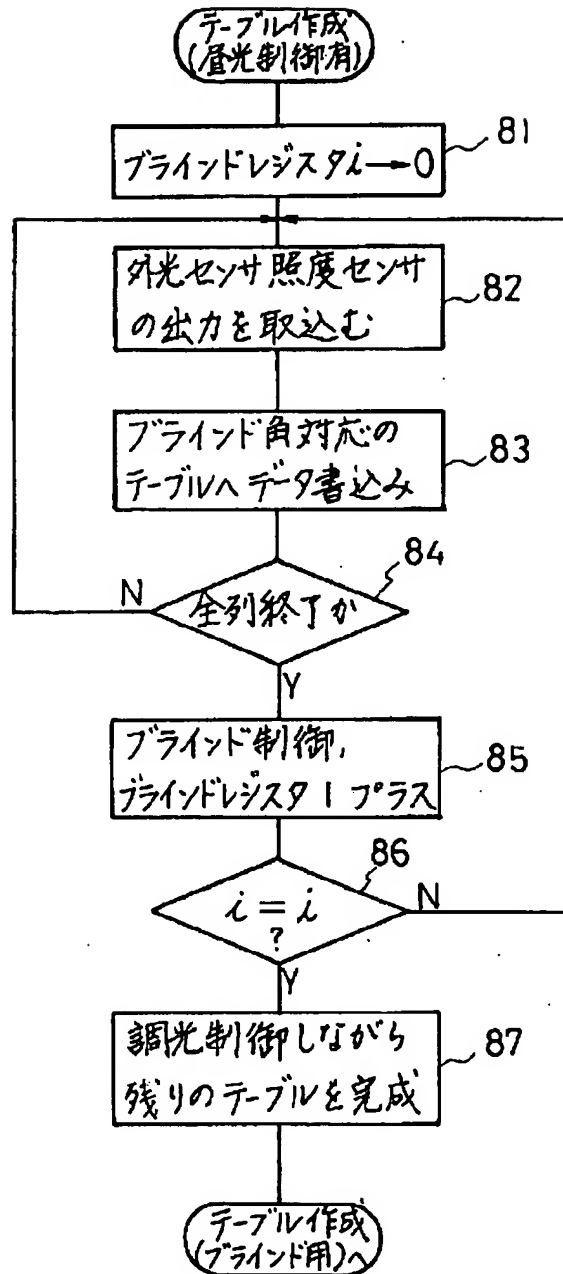 テーブル作成
(昼光制御有)
ブラインドレジスタi→0
81
外光センサ照度センサ
の出力を取込む
82
ブラインド角対応の
テーブルへデータ書込み
83
84
全列終了か
N
Y
ブラインド制御,
ブラインドレジスタ1プラス
85
86
i=i
?
N
Y
調光制御しながら
残りのテーブルを完成
87
テーブル作成
(ブラインド用)へ